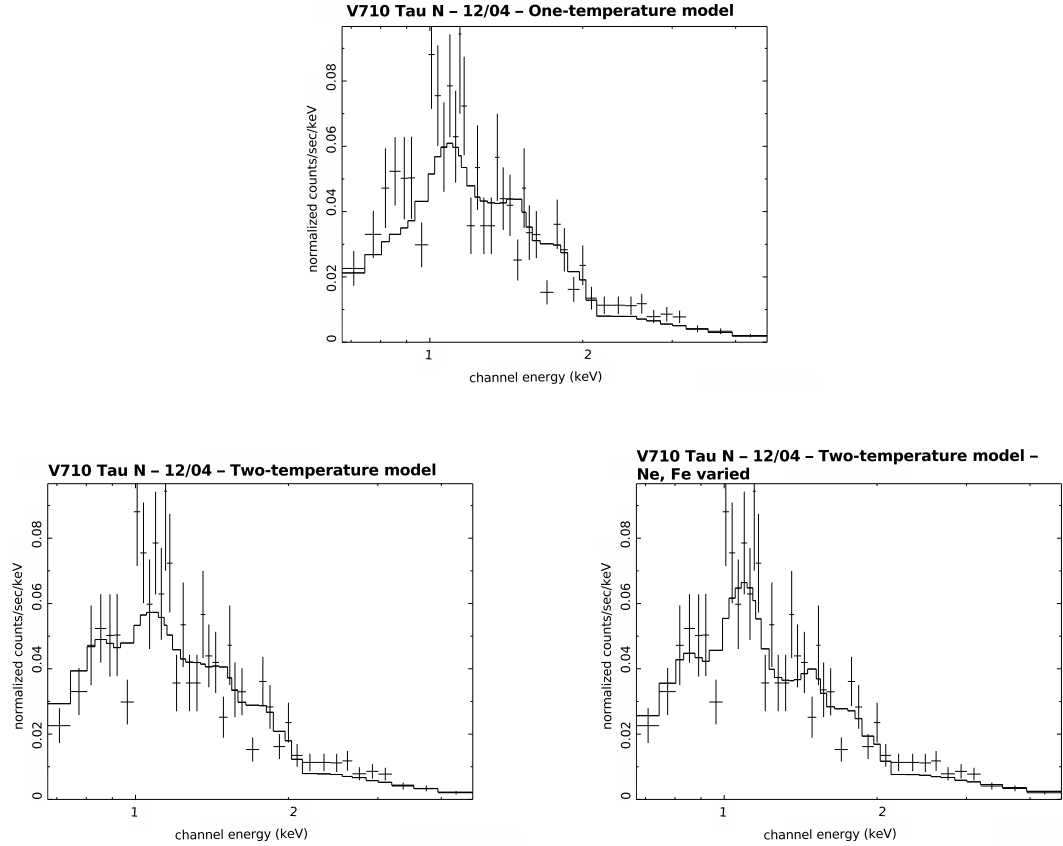 V710 Tau N – 12/04 – One-temperature model
normalized counts/sec/keV
0.08
0.06
0.04
0.02
0
1
2
channel energy (keV)
V710 Tau N – 12/04 – Two-temperature model
normalized counts/sec/keV
0.08
0.06
0.04
0.02
0
1
2
channel energy (keV)
V710 Tau N – 12/04 – Two-temperature model –
Ne, Fe varied
normalized counts/sec/keV
0.08
0.06
0.04
0.02
0
1
2
channel energy (keV)